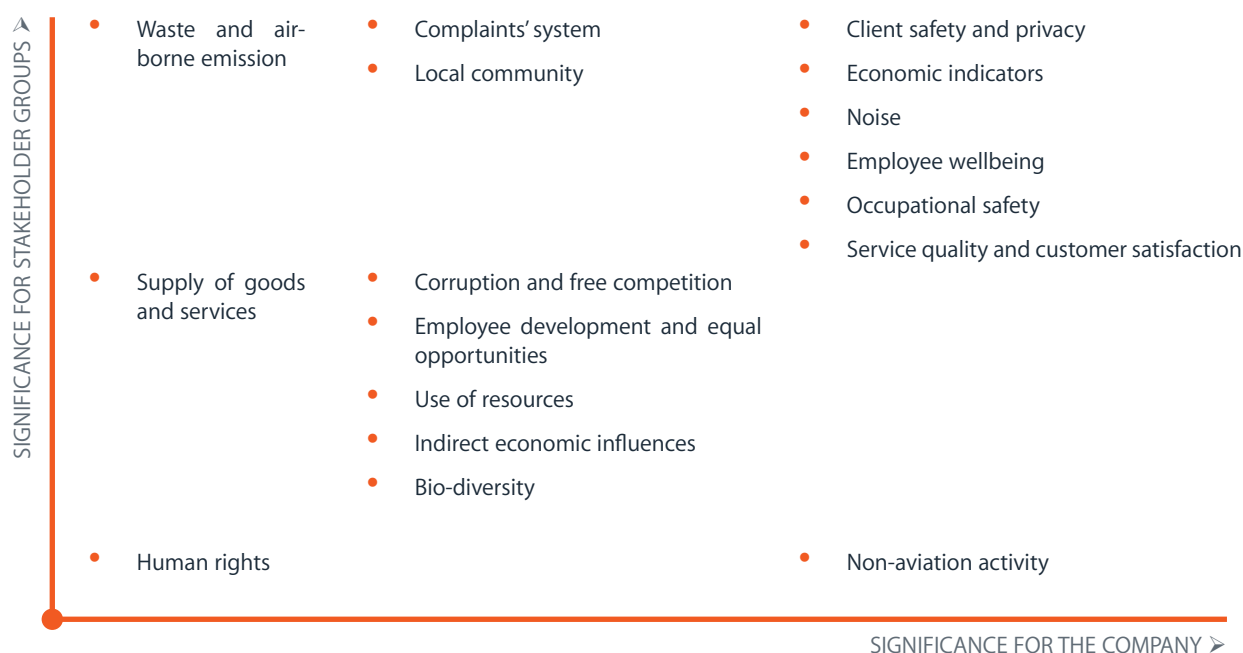 SIGNIFICANCE FOR STAKEHOLDER GROUPS ➢
Waste and air-
borne emission
Complaints’ system
Local community
Client safety and privacy
Economic indicators
Noise
Employee wellbeing
Occupational safety
Service quality and customer satisfaction
Supply of goods
and services
Corruption and free competition
Employee development and equal
opportunities
Use of resources
Indirect economic influences
Bio-diversity
Human rights
Non-aviation activity
SIGNIFICANCE FOR THE COMPANY ➢